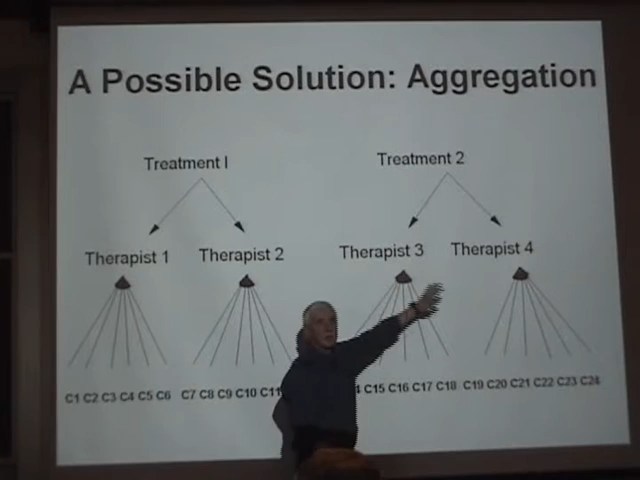 A Possible Solution: Aggregation
Treatment I Treatment 2
Therapist 1 Therapist 2 Therapist 3 Therapist 4
C1 C2 C3 C4 C5 C6 C7 C8 C9 C10 C11 C15 C16 C17 C18 C19 C20 C21 C22 C23 C24